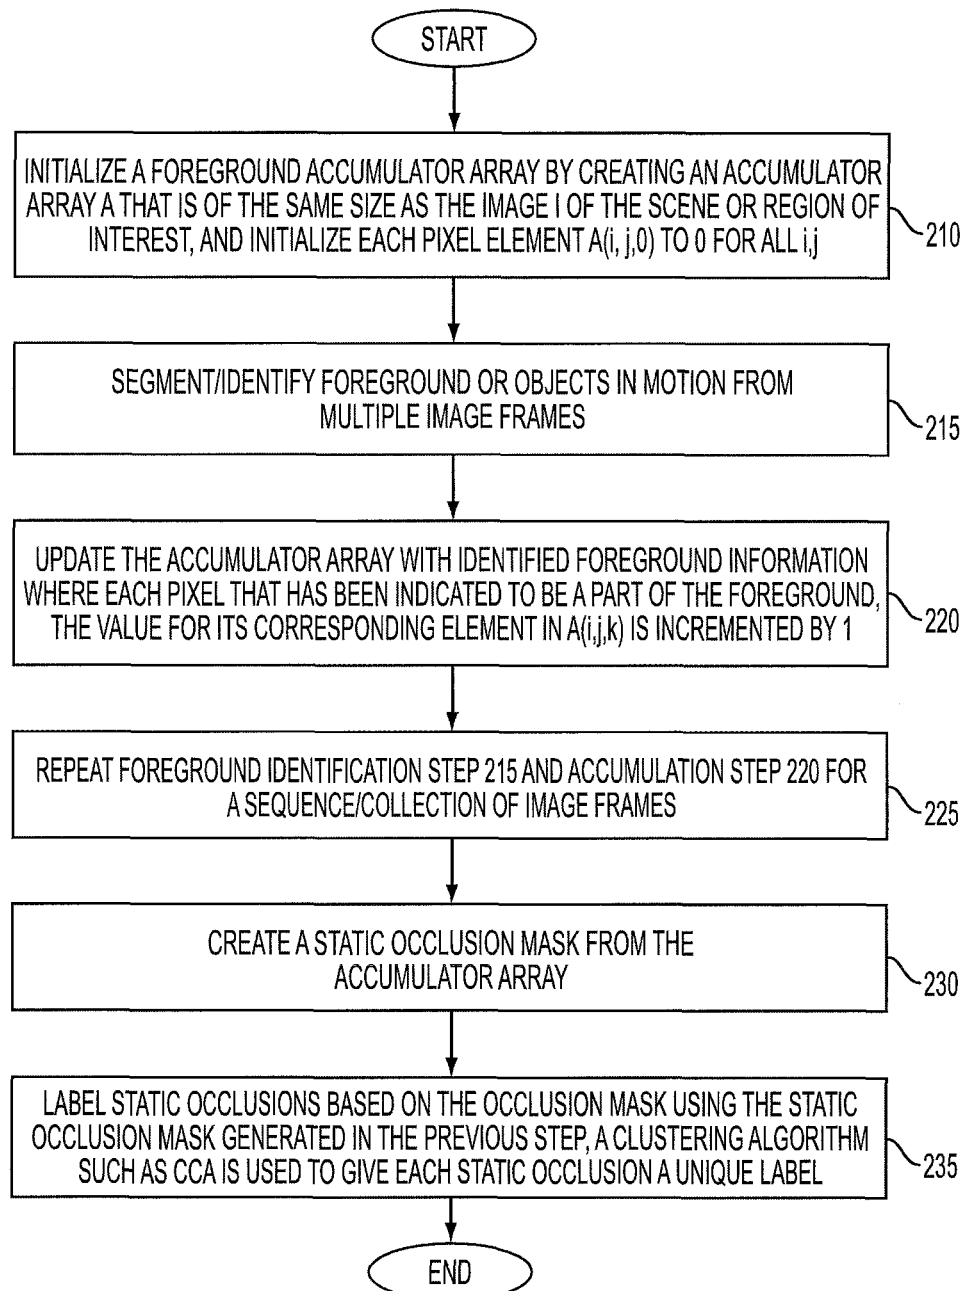 START
INITIALIZE A FOREGROUND ACCUMULATOR ARRAY BY CREATING AN ACCUMULATOR
ARRAY A THAT IS OF THE SAME SIZE AS THE IMAGE I OF THE SCENE OR REGION OF
INTEREST, AND INITIALIZE EACH PIXEL ELEMENT A(i, j,0) TO 0 FOR ALL i,j
210
SEGMENT/IDENTIFY FOREGROUND OR OBJECTS IN MOTION FROM
MULTIPLE IMAGE FRAMES
215
UPDATE THE ACCUMULATOR ARRAY WITH IDENTIFIED FOREGROUND INFORMATION
WHERE EACH PIXEL THAT HAS BEEN INDICATED TO BE A PART OF THE FOREGROUND,
THE VALUE FOR ITS CORRESPONDING ELEMENT IN A(i,j,k) IS INCREMENTED BY 1
220
REPEAT FOREGROUND IDENTIFICATION STEP 215 AND ACCUMULATION STEP 220 FOR
A SEQUENCE/COLLECTION OF IMAGE FRAMES
225
CREATE A STATIC OCCLUSION MASK FROM THE
ACCUMULATOR ARRAY
230
LABEL STATIC OCCLUSIONS BASED ON THE OCCLUSION MASK USING THE STATIC
OCCLUSION MASK GENERATED IN THE PREVIOUS STEP, A CLUSTERING ALGORITHM
SUCH AS CCA IS USED TO GIVE EACH STATIC OCCLUSION A UNIQUE LABEL
235
END